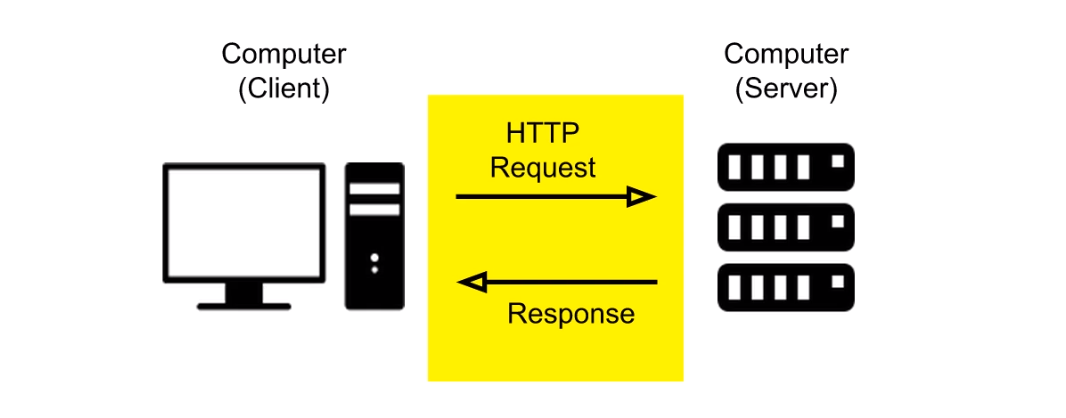 Computer
(Client)
Computer
(Server)
HTTP
Request
Response